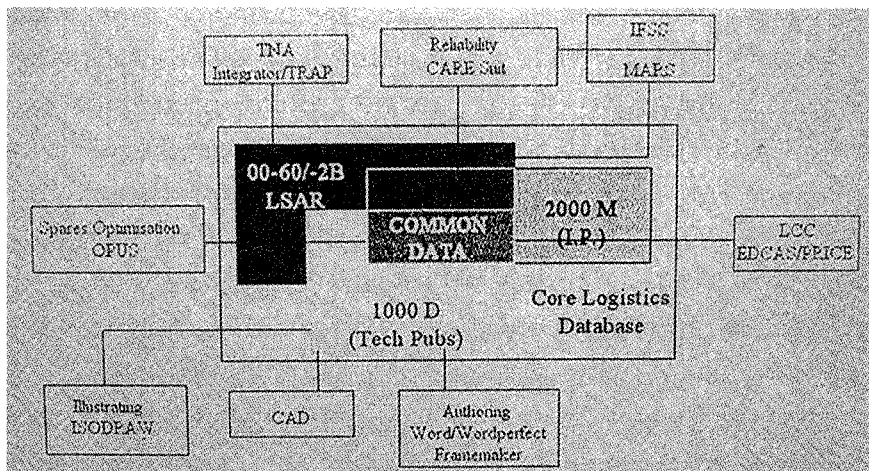 TNA
Integrator/TRAP
Reliability
CARE Suit
IFSS
MARS
00-60/-2B
LSAR
COMMON
DATA
2000 M
(I.P.)
Spares Optimisation
OPUS
LCC
EDCAS/PRICE
1000 D
(Tech Pubs)
Core Logistics
Database
Illustrating
ISODRAW
CAD
Authoring
Word/Wordperfect
Framemaker